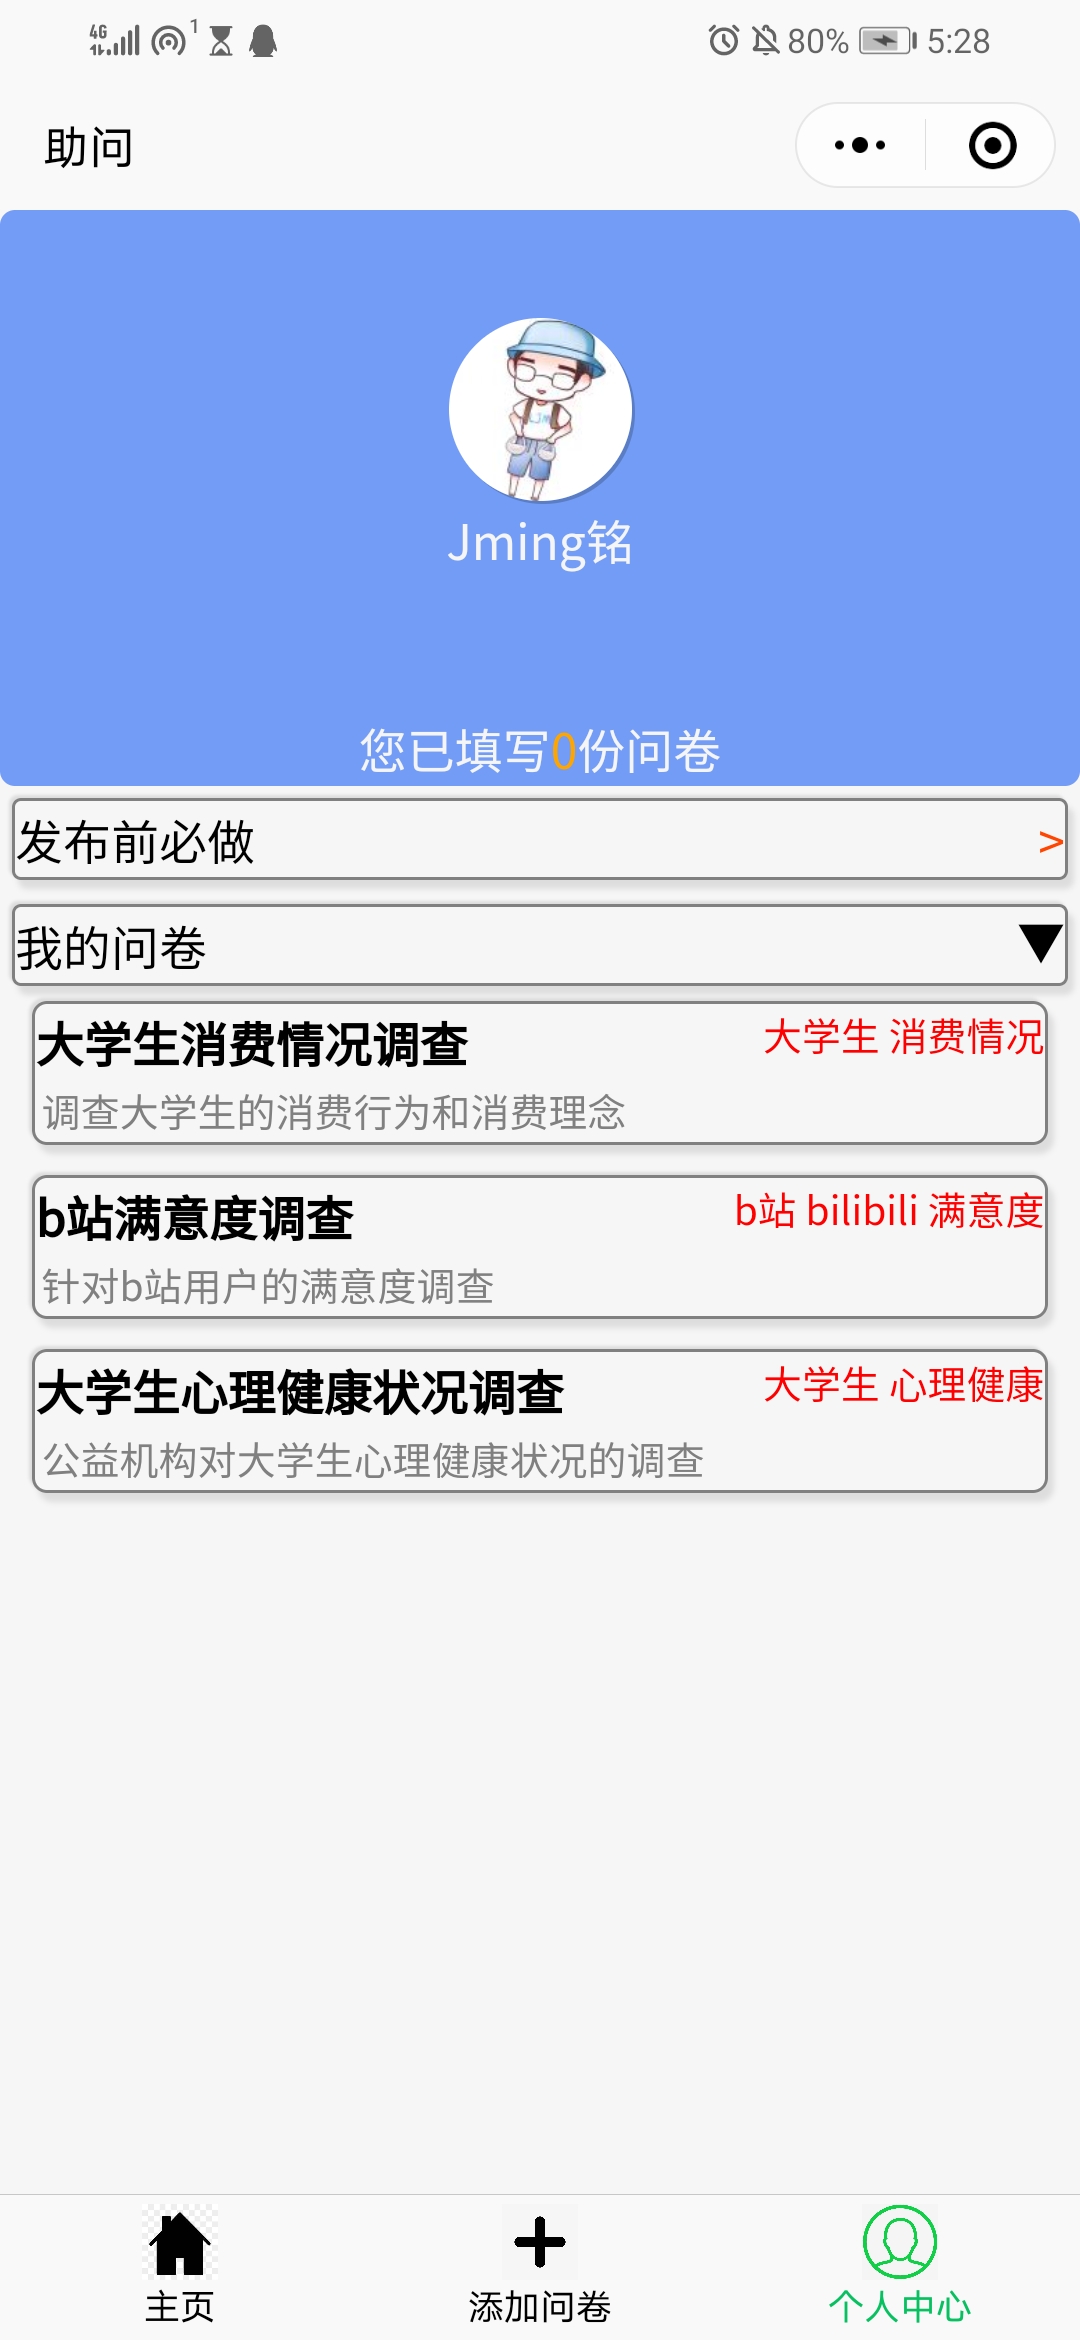 4G 1 80% 5:28
助问
Jming铭
您已填写0份问卷
发布前必做 >
我的问卷
大学生消费情况调查 大学生 消费情况
调查大学生的消费行为和消费理念
b站满意度调查 b站 bilibili 满意度
针对b站用户的满意度调查
大学生心理健康状况调查 大学生 心理健康
公益机构对大学生心理健康状况的调查
主页 添加问卷 个人中心